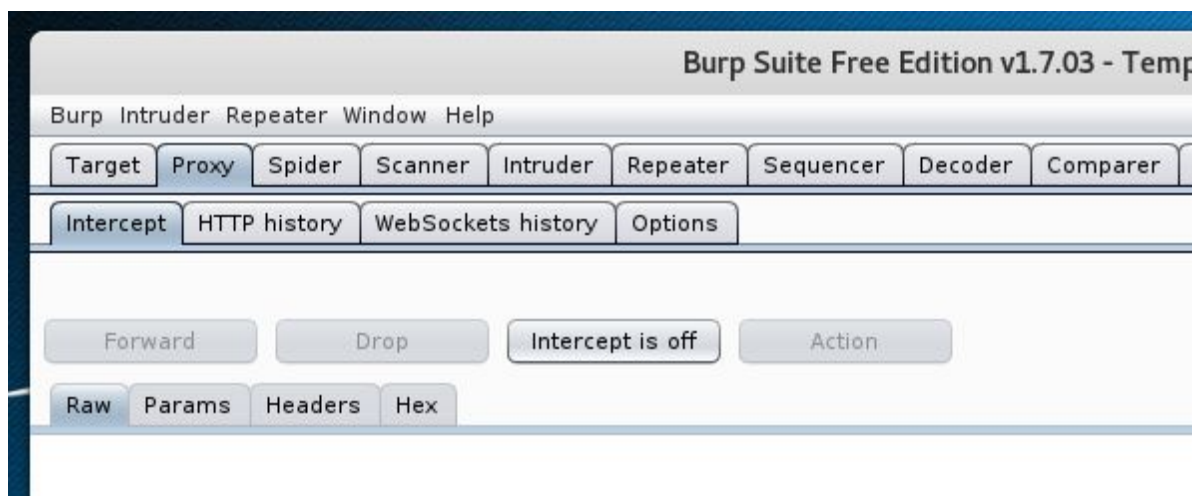 Burp Suite Free Edition v1.7.03 - Temp
Burp Intruder Repeater Window Help
Target Proxy Spider Scanner Intruder Repeater Sequencer Decoder Comparer
Intercept HTTP history WebSockets history Options
Forward Drop Intercept is off Action
Raw Params Headers Hex